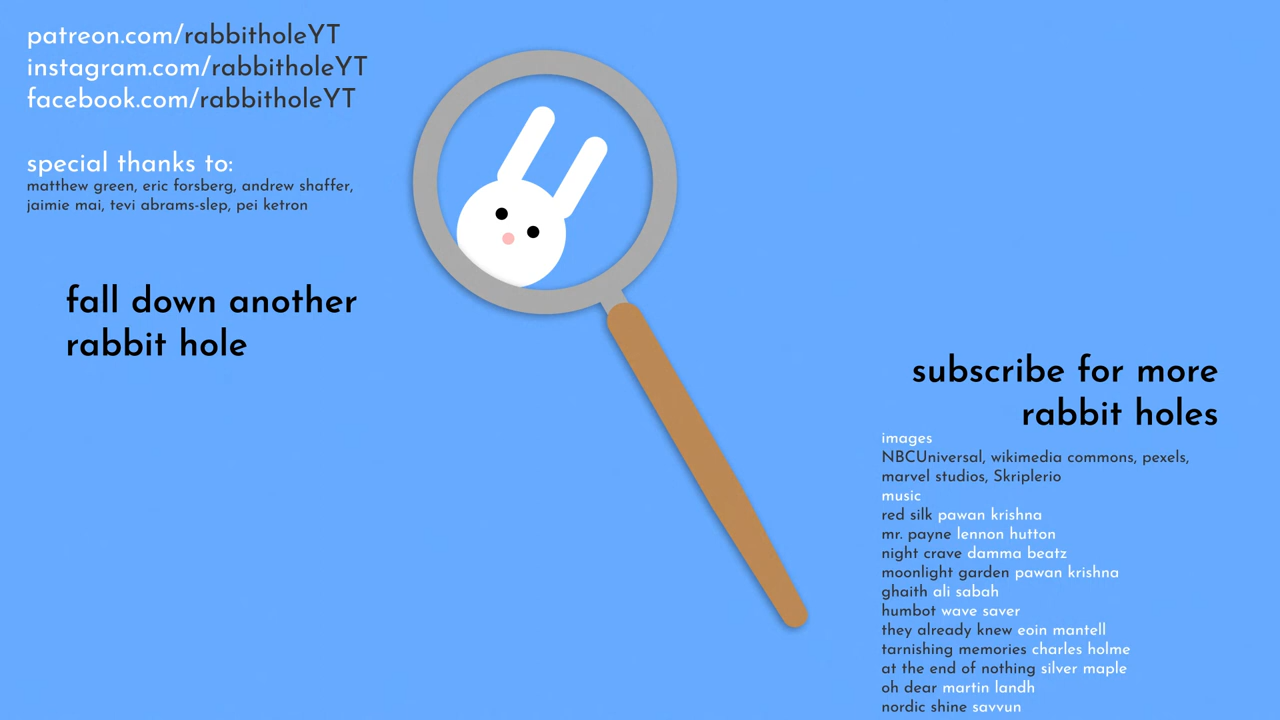 patreon.com/rabbitholeYT
instagram.com/rabbitholeYT
facebook.com/rabbitholeYT
special thanks to:
matthew green, eric forsberg, andrew shaffer,
jaimie mai, tevi abrams-slep, pei ketron
fall down another
rabbit hole
subscribe for more
rabbit holes
images
NBCUniversal, wikimedia commons, pexels,
marvel studios, Skriplerio
music
red silk pawan krishna
mr. payne lennon hutton
night crave damma beatz
moonlight garden pawan krishna
ghaith ali sabah
humbot wave saver
they already knew eoin mantell
tarnishing memories charles holme
at the end of nothing silver maple
oh dear martin landh
nordic shine savvun